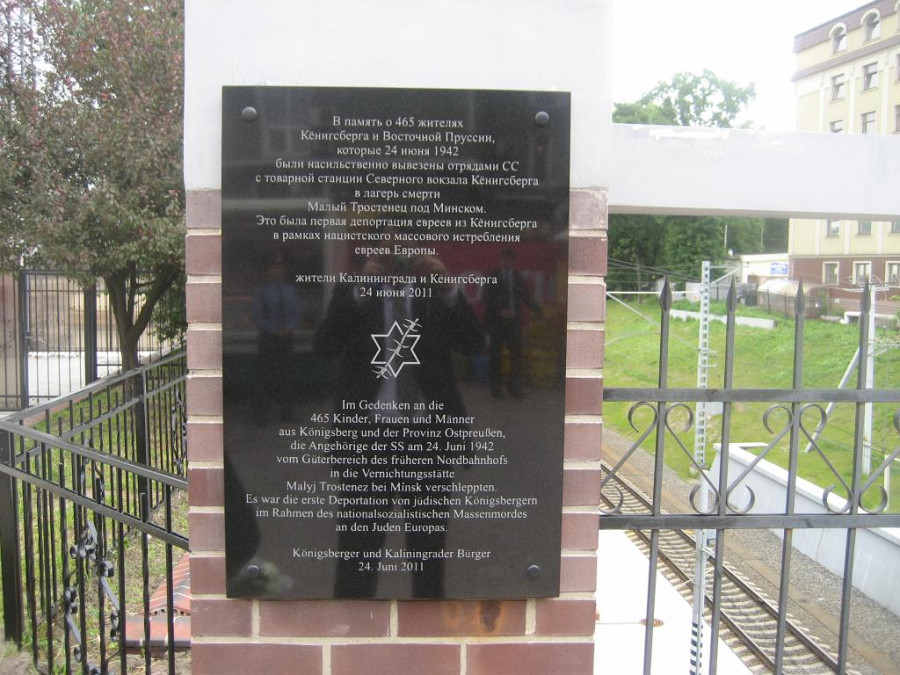 В память о 465 жителях
Кёнигсберга и Восточной Пруссии,
которые 24 июня 1942
были насильственно вывезены отрядами СС
с товарной станции Северного вокзала Кёнигсберга
в лагерь смерти
Малый Тростенец под Минском.
Это была первая депортация евреев из Кёнигсберга
в рамках нацистского массового истребления
евреев Европы.
жители Калининграда и Кёнигсберга
24 июня 2011
Im Gedenken an die
465 Kinder, Frauen und Männer
aus Königsberg und der Provinz Ostpreußen,
die Angehörige der SS am 24. Juni 1942
vom Güterbereich des früheren Nordbahnhofs
in die Vernichtungsstätte
Malyj Trostenez bei Minsk verschleppten.
Es war die erste Deportation von jüdischen Königsbergern
im Rahmen des nationalsozialistischen Massenmordes
an den Juden Europas.
Königsberger und Kaliningrader Bürger
24. Juni 2011